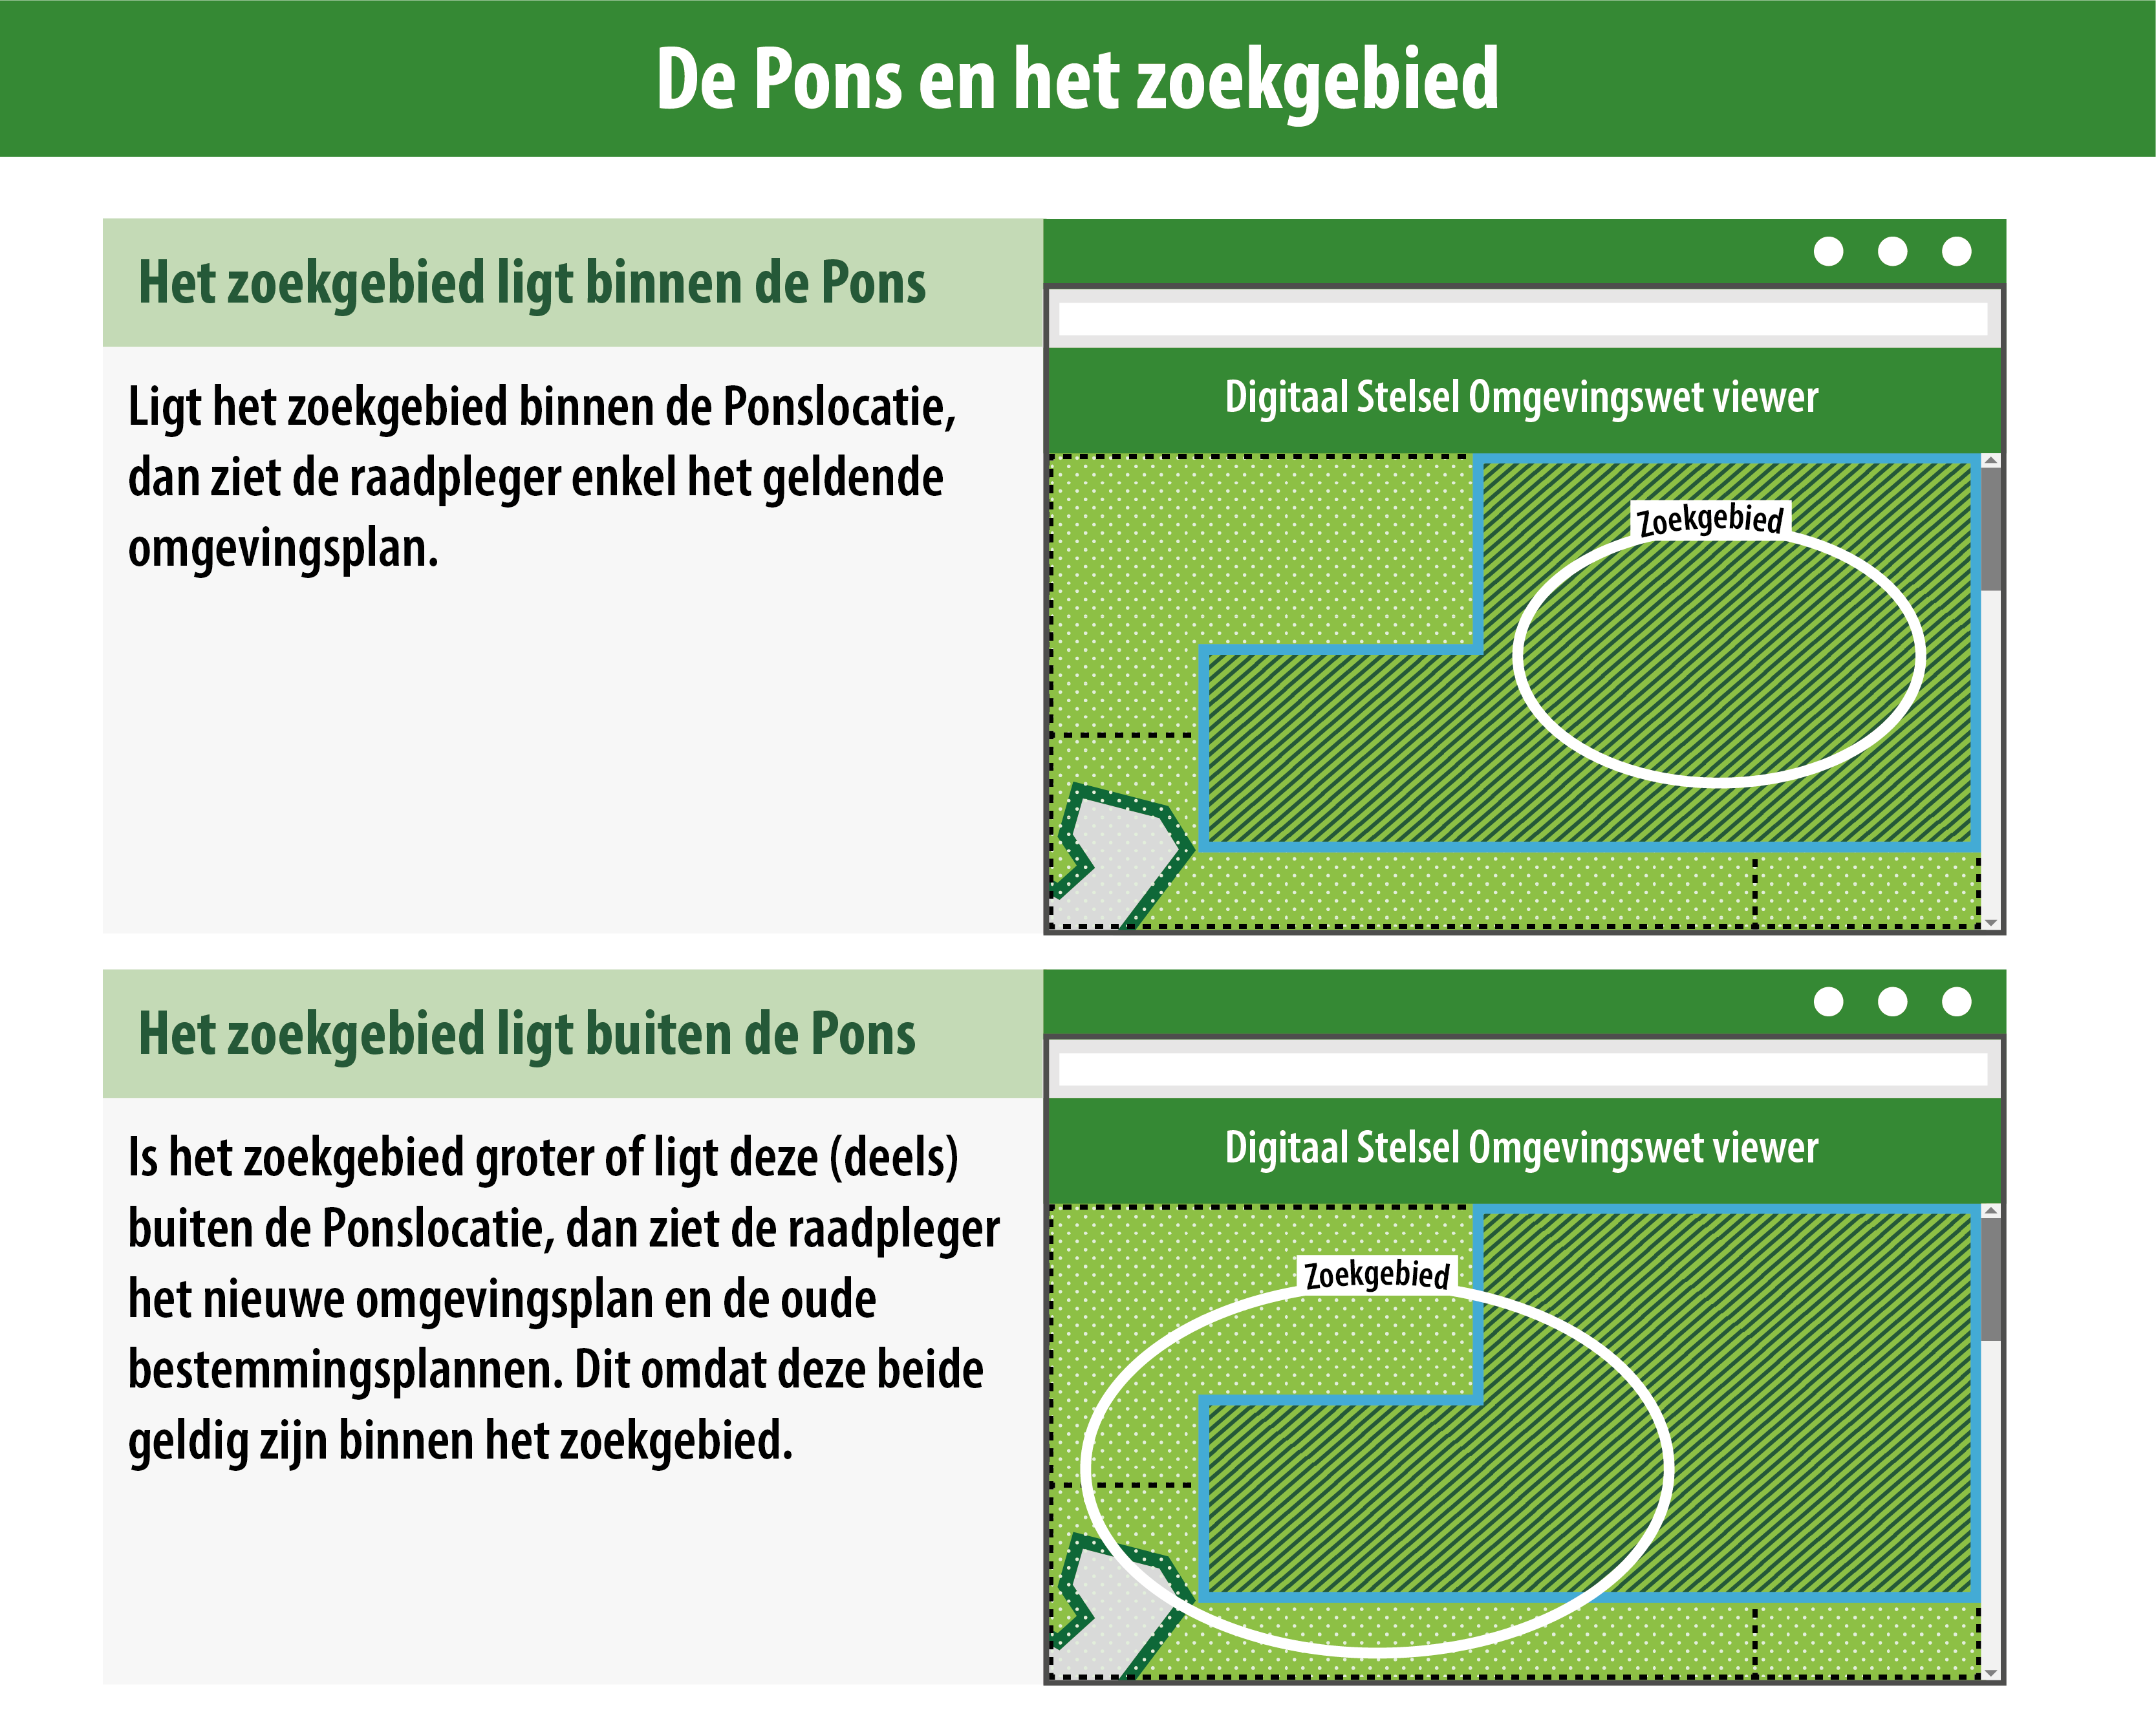 De Pons en het zoekgebied
Het zoekgebied ligt binnen de Pons
Ligt het zoekgebied binnen de Ponslocatie,
dan ziet de raadpleger enkel het geldende
omgevingsplan.
Digitaal Stelsel Omgevingswet viewer
Zoekgebied
Het zoekgebied ligt buiten de Pons
Is het zoekgebied groter of ligt deze (deels)
buiten de Ponslocatie, dan ziet de raadpleger
het nieuwe omgevingsplan en de oude
bestemmingsplannen. Dit omdat deze beide
geldig zijn binnen het zoekgebied.
Digitaal Stelsel Omgevingswet viewer
Zoekgebied